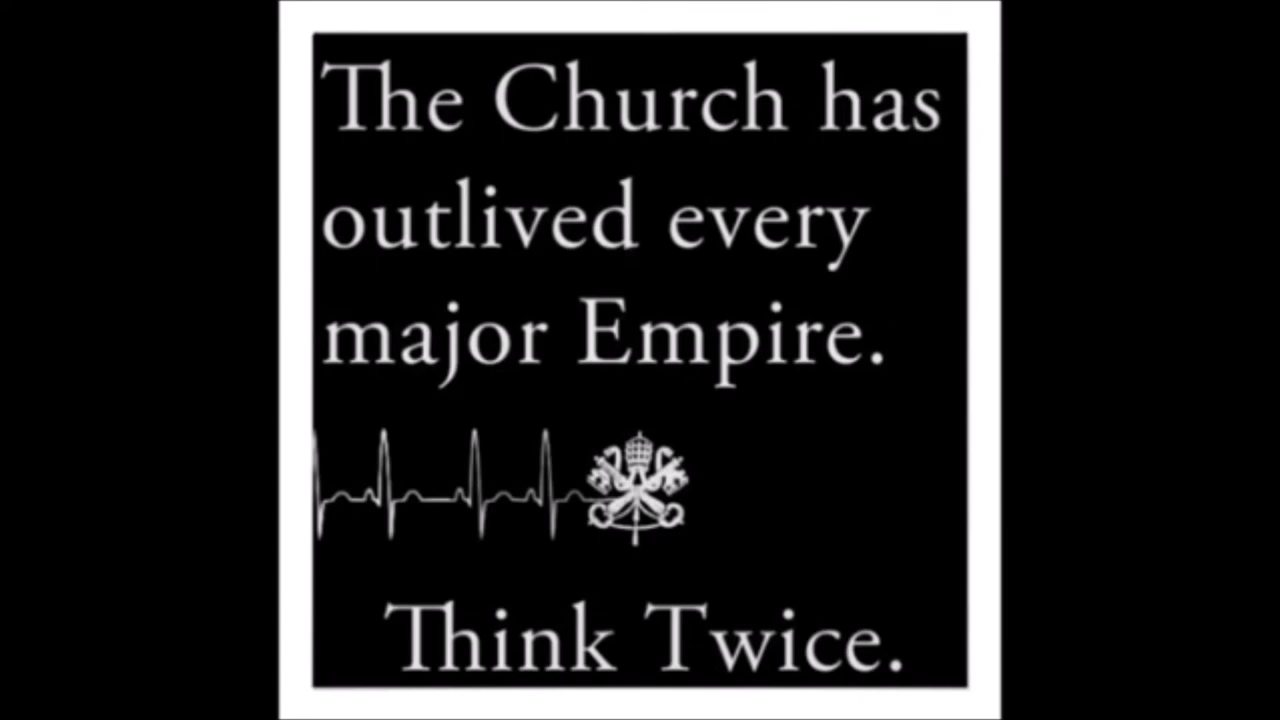 The Church has
outlived every
major Empire.
Think Twice.